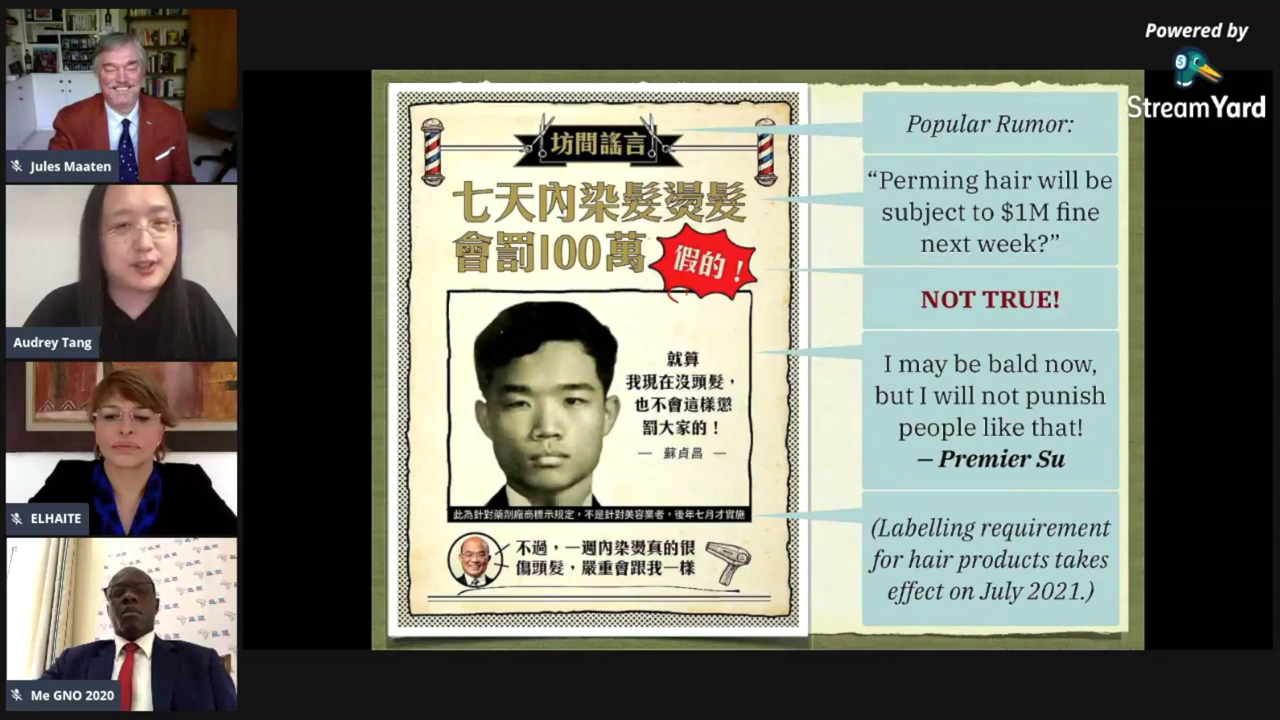 Powered by
StreamYard
Jules Maaten
Audrey Tang
ELHAITE
Me GNO 2020
坊間謠言
七天內染髮燙髮
會罰100萬
假的！
就算
我現在沒頭髮，
也不會這樣懲
罰大家的！
— 蘇貞昌 —
此為針對藥劑廠商標示規定，不是針對美容業者，後年七月才實施
不過，一週內染燙真的很
傷頭髮，嚴重會跟我一樣
Popular Rumor:
“Perming hair will be
subject to $1M fine
next week?”
NOT TRUE!
I may be bald now,
but I will not punish
people like that!
— Premier Su
(Labelling requirement
for hair products takes
effect on July 2021.)